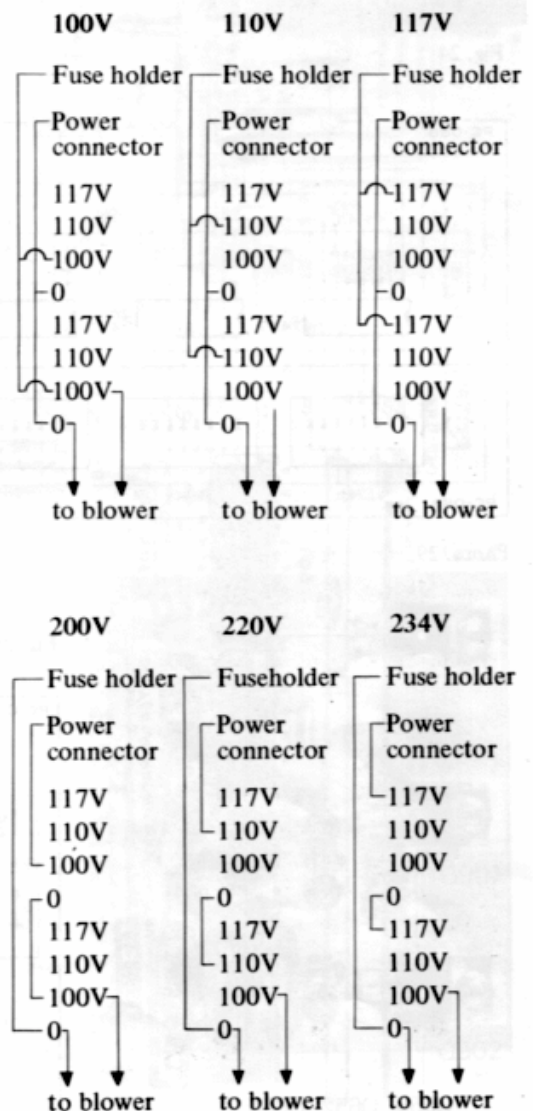 100V 110V 117V
Fuse holder Fuse holder Fuse holder
Power Power Power
connector connector connector
117V 117V 117V
110V 110V 110V
100V 100V 100V
0 0 0
117V 117V 117V
110V 110V 110V
100V 100V 100V
0 0 0
to blower to blower to blower
200V 220V 234V
Fuse holder Fuseholder Fuse holder
Power Power Power
connector connector connector
117V 117V 117V
110V 110V 110V
100V 100V 100V
0 0 0
117V 117V 117V
110V 110V 110V
100V 100V 100V
0 0 0
to blower to blower to blower